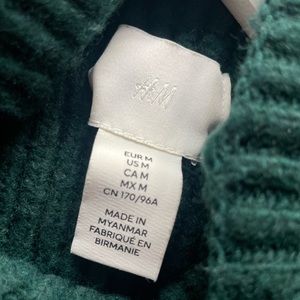 H&M
EUR M
US M
CA M
MX M
CN 170/96A
MADE IN
MYANMAR
FABRIQUÉ EN
BIRMANIE